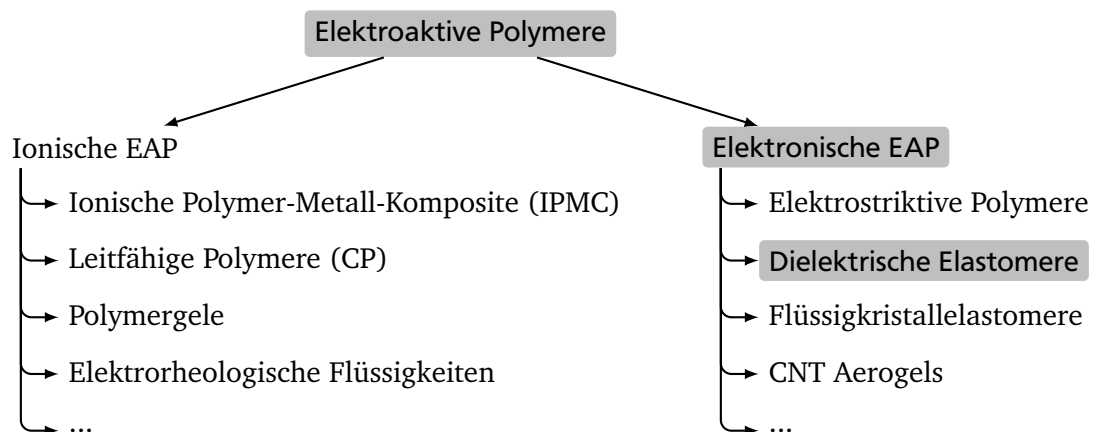 Elektroaktive Polymere
Ionische EAP
Ionische Polymer-Metall-Komposite (IPMC)
Leitfähige Polymere (CP)
Polymergele
Elektrorheologische Flüssigkeiten
...
Elektronische EAP
Elektrostriktive Polymere
Dielektrische Elastomere
Flüssigkristallelastomere
CNT Aerogels
...